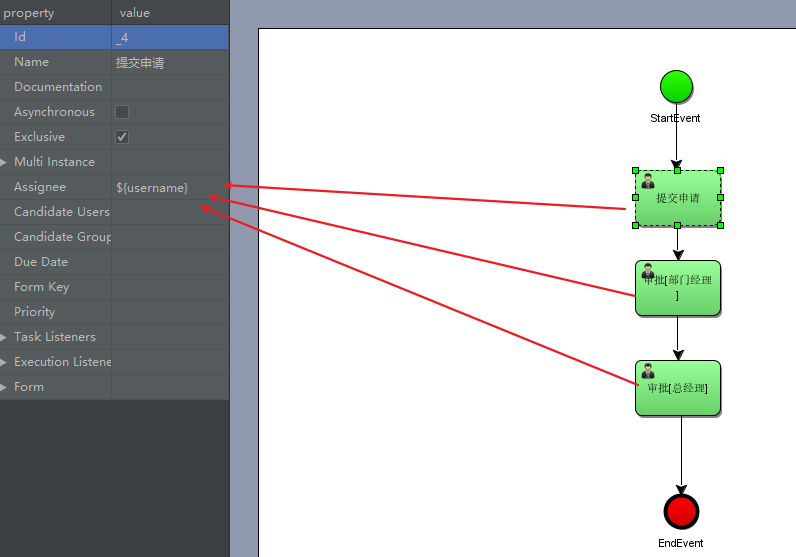 property value
Id _4
Name 提交申请
Documentation
Asynchronous
Exclusive
Multi Instance
Assignee ${username}
Candidate Users
Candidate Group
Due Date
Form Key
Priority
Task Listeners
Execution Listene
Form
StartEvent
提交申请
审批[部门经理
]
审批[总经理]
EndEvent